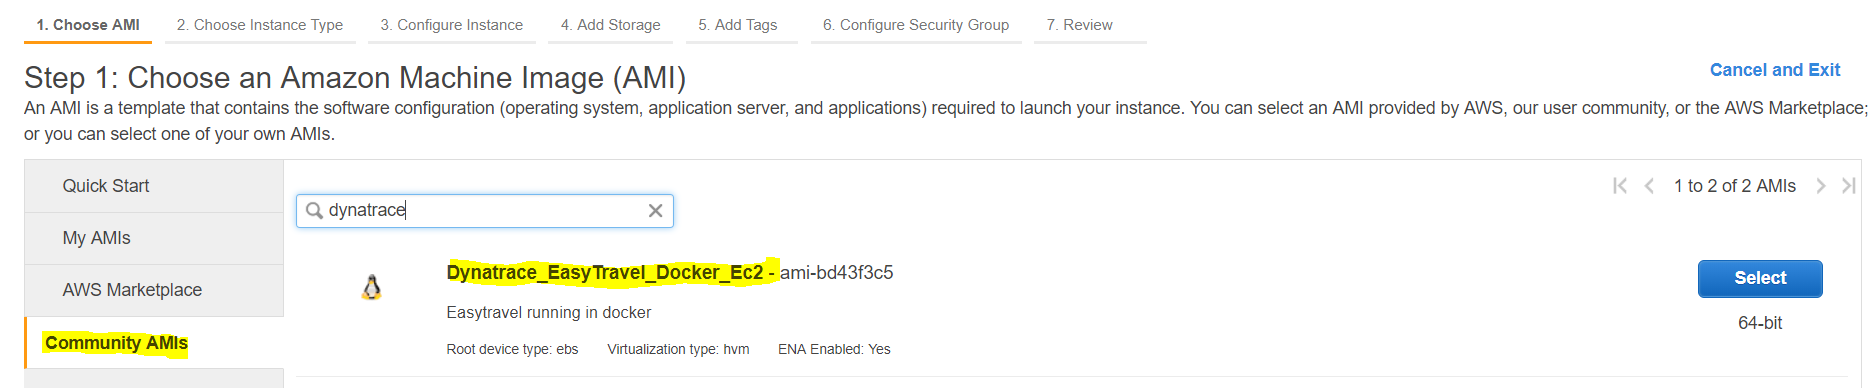 1. Choose AMI 2. Choose Instance Type 3. Configure Instance 4. Add Storage 5. Add Tags 6. Configure Security Group 7. Review
Step 1: Choose an Amazon Machine Image (AMI)
Cancel and Exit
An AMI is a template that contains the software configuration (operating system, application server, and applications) required to launch your instance. You can select an AMI provided by AWS, our user community, or the AWS Marketplace;
or you can select one of your own AMIs.
Quick Start
My AMIs
AWS Marketplace
Community AMIs
1 to 2 of 2 AMIs
dynatrace
Dynatrace_EasyTravel_Docker_Ec2 - ami-bd43f3c5
Easytravel running in docker
Root device type: ebs Virtualization type: hvm ENA Enabled: Yes
Select
64-bit